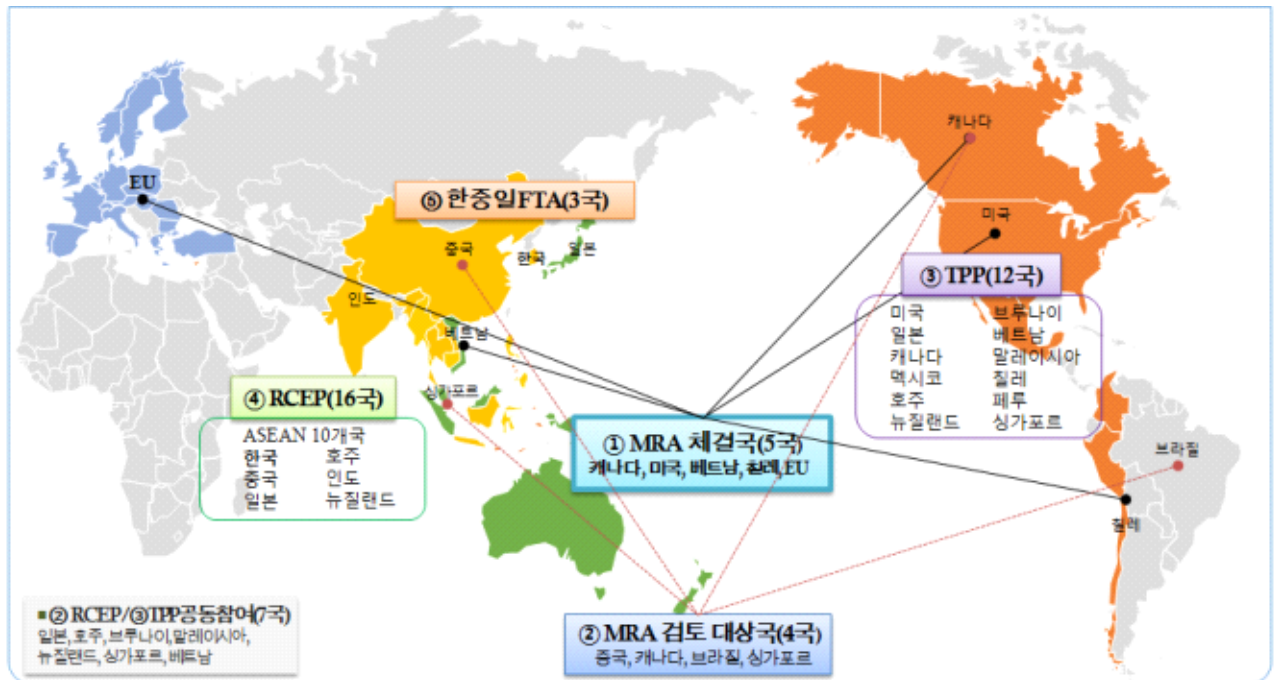 캐나다
EU
⑤ 한중일FTA(3국)
미국
중국
한국
일본
③ TPP(12국)
인도
미국 브루나이
일본 베트남
캐나다 말레이시아
멕시코 칠레
호주 페루
뉴질랜드 싱가포르
베트남
싱가포르
④ RCEP(16국)
ASEAN 10개국
한국 호주
중국 인도
일본 뉴질랜드
① MRA 체결국(5국)
캐나다, 미국, 베트남, 칠레, EU
브라질
칠레
■ ② RCEP/③TPP공동참여(7국)
일본, 호주, 브루나이, 말레이시아,
뉴질랜드, 싱가포르, 베트남
② MRA 검토 대상국(4국)
중국, 캐나다, 브라질, 싱가포르